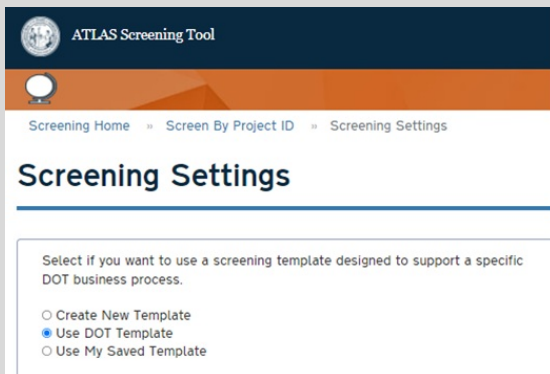 ATLAS Screening Tool
Screening Home » Screen By Project ID » Screening Settings
Screening Settings
Select if you want to use a screening template designed to support a specific
DOT business process.
Create New Template
Use DOT Template
Use My Saved Template